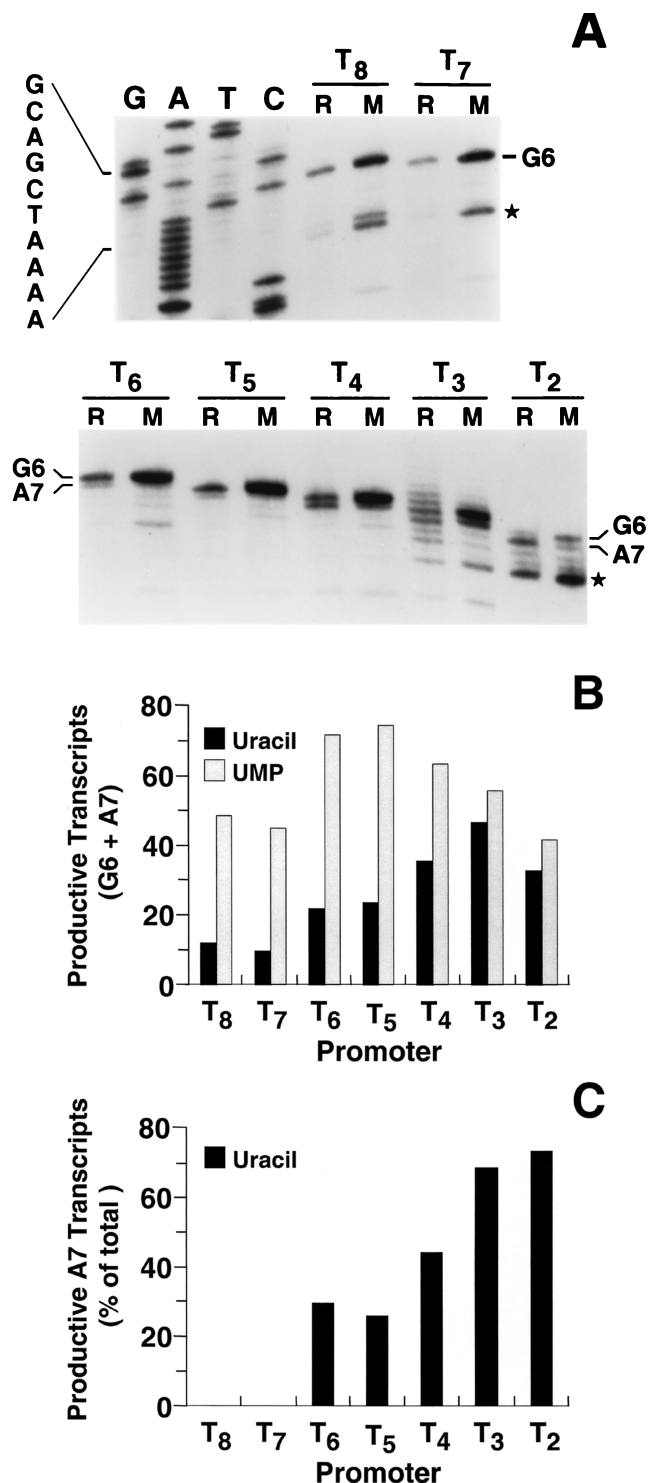 A
T8 T7
G A T C R M R M
G
C
A
G
C
T
A
A
A
A
G6
★
T6 T5 T4 T3 T2
R M R M R M R M R M
G6
A7
G6
A7
★
B
Productive Transcripts
(G6 + A7)
80
60
40
20
0
Uracil
UMP
T8 T7 T6 T5 T4 T3 T2
Promoter
C
Productive A7 Transcripts
(% of total )
80
60
40
20
0
Uracil
T8 T7 T6 T5 T4 T3 T2
Promoter